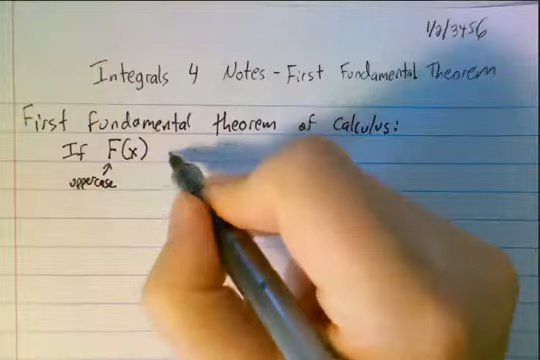 1/2/3456
Integrals 4 Notes - First Fundamental Theorem
First fundamental theorem of Calculus:
If F(x)
uppercase